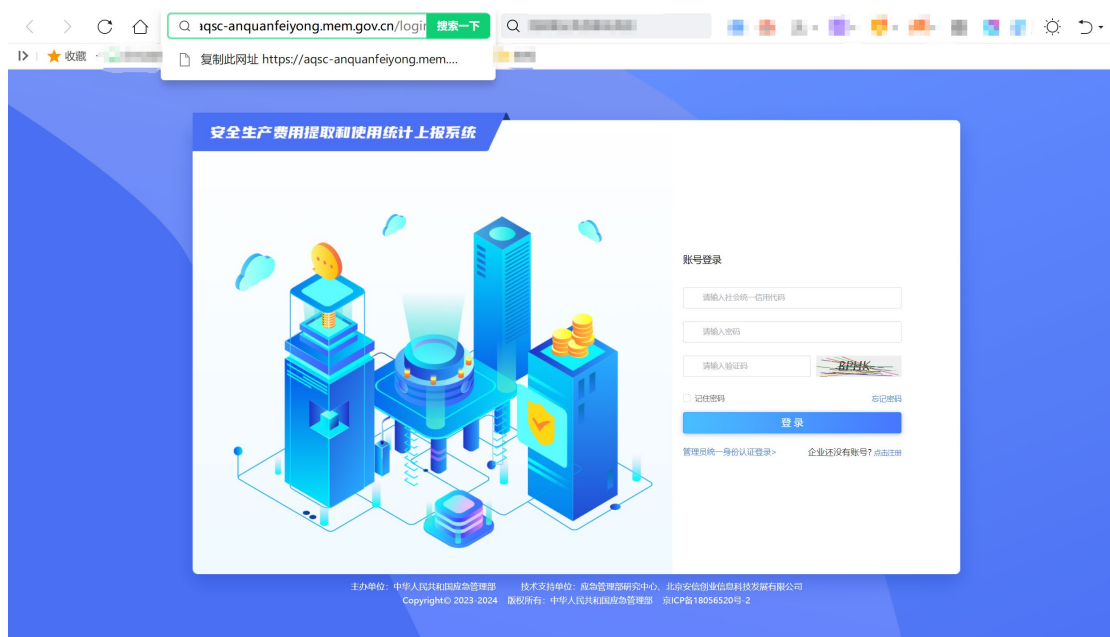 aqsc-anquanfeiyong.mem.gov.cn/login 搜索一下
复制此网址 https://aqsc-anquanfeiyong.mem....
收藏
安全生产费用提取和使用统计上报系统
账号登录
请输入社会统一信用代码
请输入密码
请输入验证码 BPHK
记住密码 忘记密码
登录
管理员统一身份认证登录> 企业还没有账号? 点击注册
主办单位：中华人民共和国应急管理部 技术支持单位：应急管理部研究中心、北京安信创业信息科技发展有限公司
Copyright© 2023-2024 版权所有：中华人民共和国应急管理部 京ICP备18056520号-2